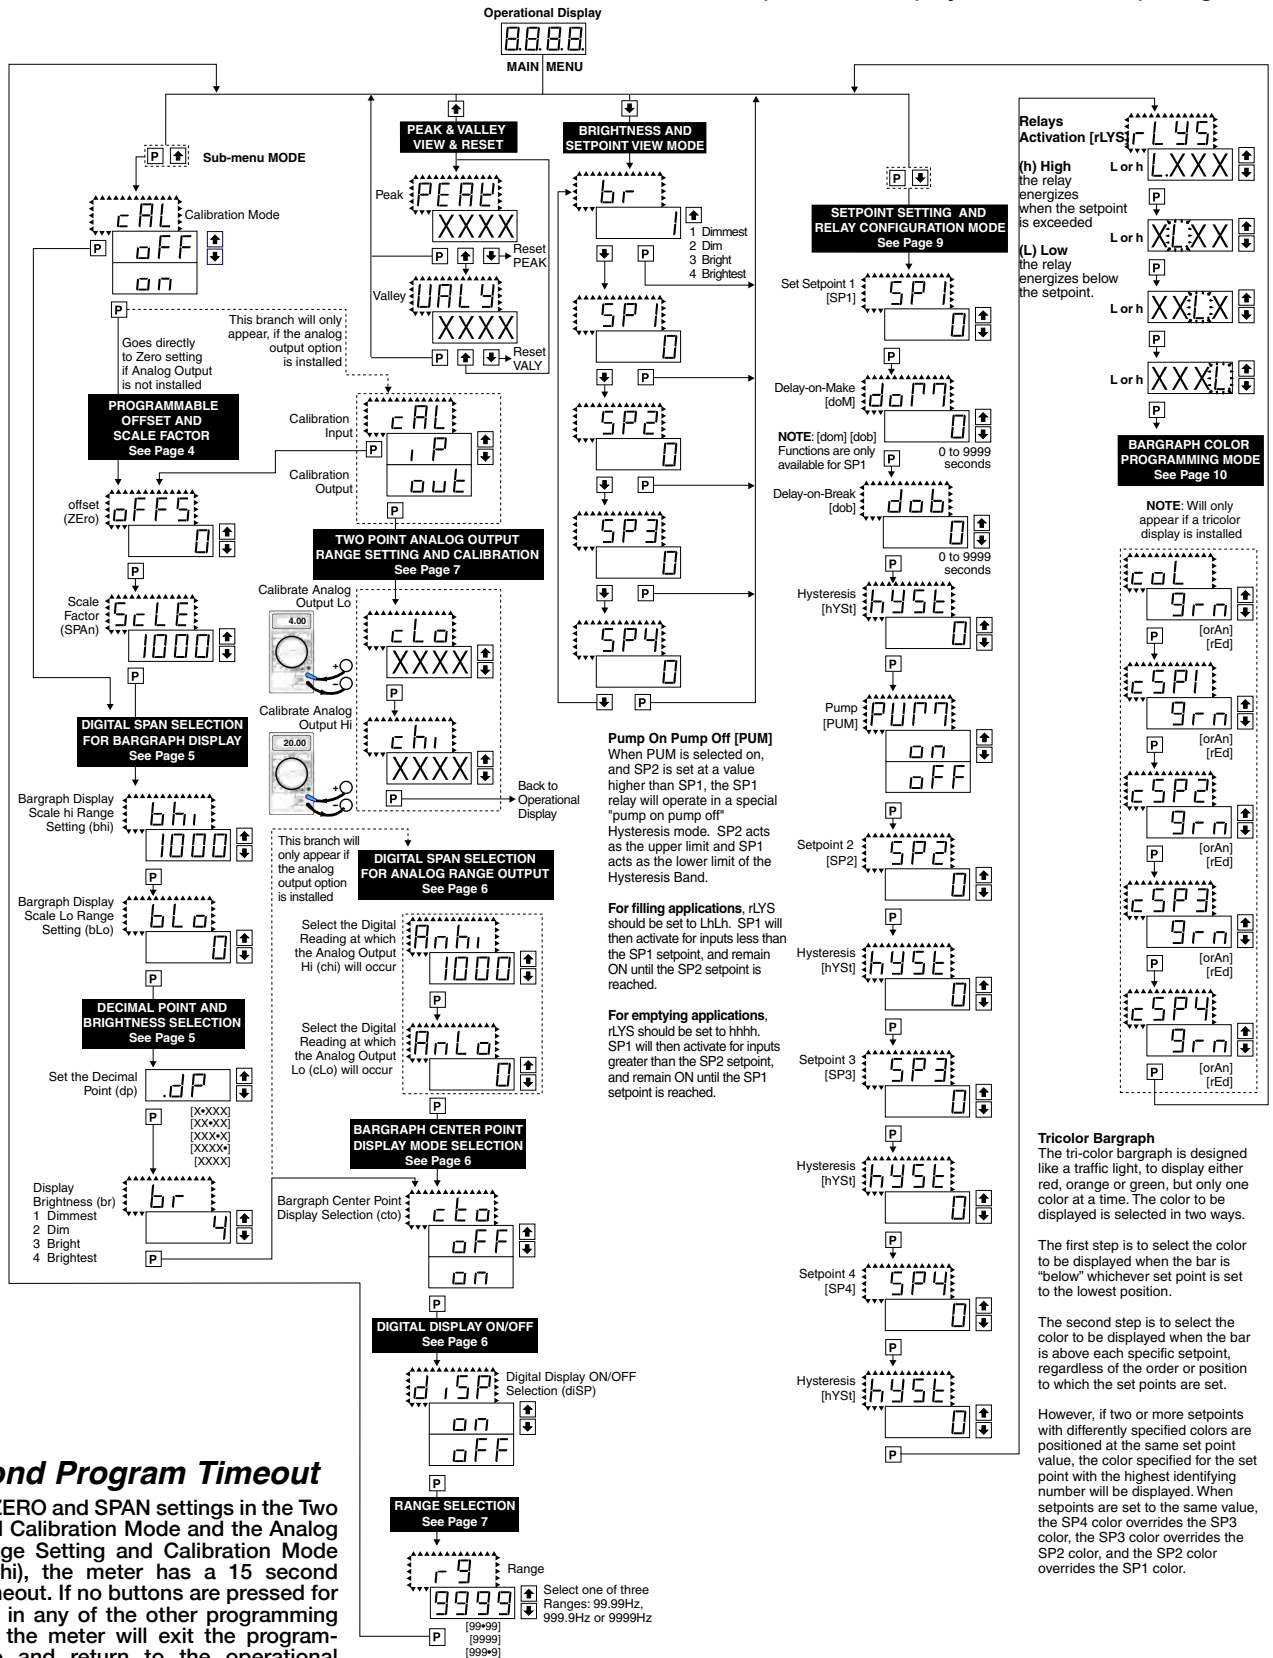 Operational Display
8.8.8.8.
MAIN MENU
P
Sub-menu MODE
cAL
Calibration Mode
P
oFF
on
P
Goes directly
to Zero setting
if Analog Output
is not installed
This branch will only
appear, if the analog
output option
is installed
PROGRAMMABLE
OFFSET AND
SCALE FACTOR
See Page 4
offset
(ZEro)
oFFS
0
P
Scale
Factor
(SPAn)
ScLE
1000
P
DIGITAL SPAN SELECTION
FOR BARGRAPH DISPLAY
See Page 5
Bargraph Display
Scale hi Range
Setting (bhi)
bhi
1000
P
Bargraph Display
Scale Lo Range
Setting (bLo)
bLo
0
P
DECIMAL POINT AND
BRIGHTNESS SELECTION
See Page 5
Set the Decimal
Point (dp)
.dP
P
[X•XXX]
[XX•XX]
[XXX•X]
[XXXX•]
[XXXX]
Display
Brightness (br)
1 Dimmest
2 Dim
3 Bright
4 Brightest
br
4
P
PEAK & VALLEY
VIEW & RESET
Peak
PEAK
XXXX
P
Reset
PEAK
Valley
VALY
XXXX
P
Reset
VALY
Calibration
Input
cAL
P
iP
Calibration
Output
out
P
TWO POINT ANALOG OUTPUT
RANGE SETTING AND CALIBRATION
See Page 7
Calibrate Analog
Output Lo
4.00
+
–
cLo
XXXX
P
Calibrate Analog
Output Hi
20.00
+
–
chi
XXXX
P
Back to
Operational
Display
This branch will
only appear if
the analog
output option
is installed
DIGITAL SPAN SELECTION
FOR ANALOG RANGE OUTPUT
See Page 6
Select the Digital
Reading at which
the Analog Output
Hi (chi) will occur
Anhi
1000
P
Select the Digital
Reading at which
the Analog Output
Lo (cLo) will occur
AnLo
0
P
BARGRAPH CENTER POINT
DISPLAY MODE SELECTION
See Page 6
Bargraph Center Point
Display Selection (cto)
cto
oFF
on
P
DIGITAL DISPLAY ON/OFF
See Page 6
diSP
Digital Display ON/OFF
Selection (diSP)
on
oFF
P
RANGE SELECTION
See Page 7
rg
Range
9999
Select one of three
Ranges: 99.99Hz,
999.9Hz or 9999Hz
P
[99•99]
[9999]
[999•9]
BRIGHTNESS AND
SETPOINT VIEW MODE
br
1
1 Dimmest
2 Dim
3 Bright
4 Brightest
P
SP1
0
P
SP2
0
P
SP3
0
P
SP4
0
P
Pump On Pump Off [PUM]
When PUM is selected on,
and SP2 is set at a value
higher than SP1, the SP1
relay will operate in a special
"pump on pump off"
Hysteresis mode. SP2 acts
as the upper limit and SP1
acts as the lower limit of the
Hysteresis Band.
For filling applications, rLYS
should be set to LhLh. SP1 will
then activate for inputs less than
the SP1 setpoint, and remain
ON until the SP2 setpoint is
reached.
For emptying applications,
rLYS should be set to hhhh.
SP1 will then activate for inputs
greater than the SP2 setpoint,
and remain ON until the SP1
setpoint is reached.
P
SETPOINT SETTING AND
RELAY CONFIGURATION MODE
See Page 9
Set Setpoint 1
[SP1]
SP1
0
P
Delay-on-Make
[doM]
doM
0
NOTE: [dom] [dob]
Functions are only
available for SP1
P
0 to 9999
seconds
Delay-on-Break
[dob]
dob
0
P
0 to 9999
seconds
Hysteresis
[hYSt]
hYSt
0
P
Pump
[PUM]
PUM
on
oFF
P
Setpoint 2
[SP2]
SP2
0
P
Hysteresis
[hYSt]
hYSt
0
P
Setpoint 3
[SP3]
SP3
0
P
Hysteresis
[hYSt]
hYSt
0
P
Setpoint 4
[SP4]
SP4
0
P
Hysteresis
[hYSt]
hYSt
0
P
Relays
Activation [rLYS]
rLYS
(h) High
the relay
energizes
when the setpoint
is exceeded
(L) Low
the relay
energizes below
the setpoint.
L or h
L.XXX
P
L or h
XLXX
P
L or h
XXLX
P
L or h
XXXL
P
BARGRAPH COLOR
PROGRAMMING MODE
See Page 10
NOTE: Will only
appear if a tricolor
display is installed
coL
grn
P
[orAn]
[rEd]
cSP1
grn
P
[orAn]
[rEd]
cSP2
grn
P
[orAn]
[rEd]
cSP3
grn
P
[orAn]
[rEd]
cSP4
grn
P
[orAn]
[rEd]
Tricolor Bargraph
The tri-color bargraph is designed
like a traffic light, to display either
red, orange or green, but only one
color at a time. The color to be
displayed is selected in two ways.
The first step is to select the color
to be displayed when the bar is
“below” whichever set point is set
to the lowest position.
The second step is to select the
color to be displayed when the bar
is above each specific setpoint,
regardless of the order or position
to which the set points are set.
However, if two or more setpoints
with differently specified colors are
positioned at the same set point
value, the color specified for the set
point with the highest identifying
number will be displayed. When
setpoints are set to the same value,
the SP4 color overrides the SP3
color, the SP3 color overrides the
SP2 color, and the SP2 color
overrides the SP1 color.
ond Program Timeout
ZERO and SPAN settings in the Two
d Calibration Mode and the Analog
ge Setting and Calibration Mode
hi), the meter has a 15 second
neout. If no buttons are pressed for
in any of the other programming
the meter will exit the program-
and return to the operational